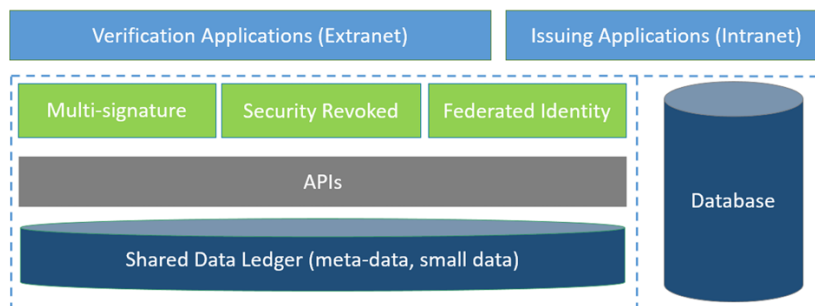 Verification Applications (Extranet)
Issuing Applications (Intranet)
Multi-signature
Security Revoked
Federated Identity
APIs
Database
Shared Data Ledger (meta-data, small data)